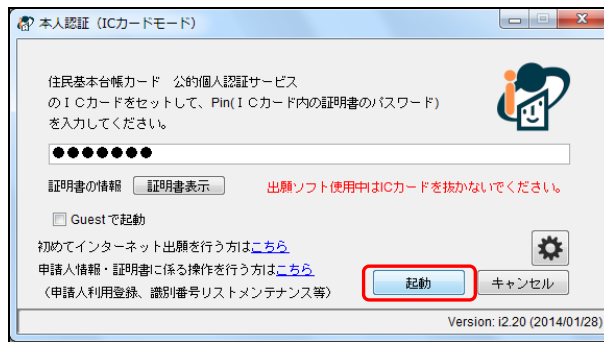 本人認証（ICカードモード）
住民基本台帳カード　公的個人認証サービス
のＩＣカードをセットして、Pin(ＩＣカード内の証明書のパスワード)
を入力してください。
●●●●●●●
証明書の情報 証明書表示 出願ソフト使用中はICカードを抜かないでください。
Guestで起動
初めてインターネット出願を行う方はこちら
申請人情報・証明書に係る操作を行う方はこちら
（申請人利用登録、識別番号リストメンテナンス等）
起動 キャンセル
Version: i2.20 (2014/01/28)